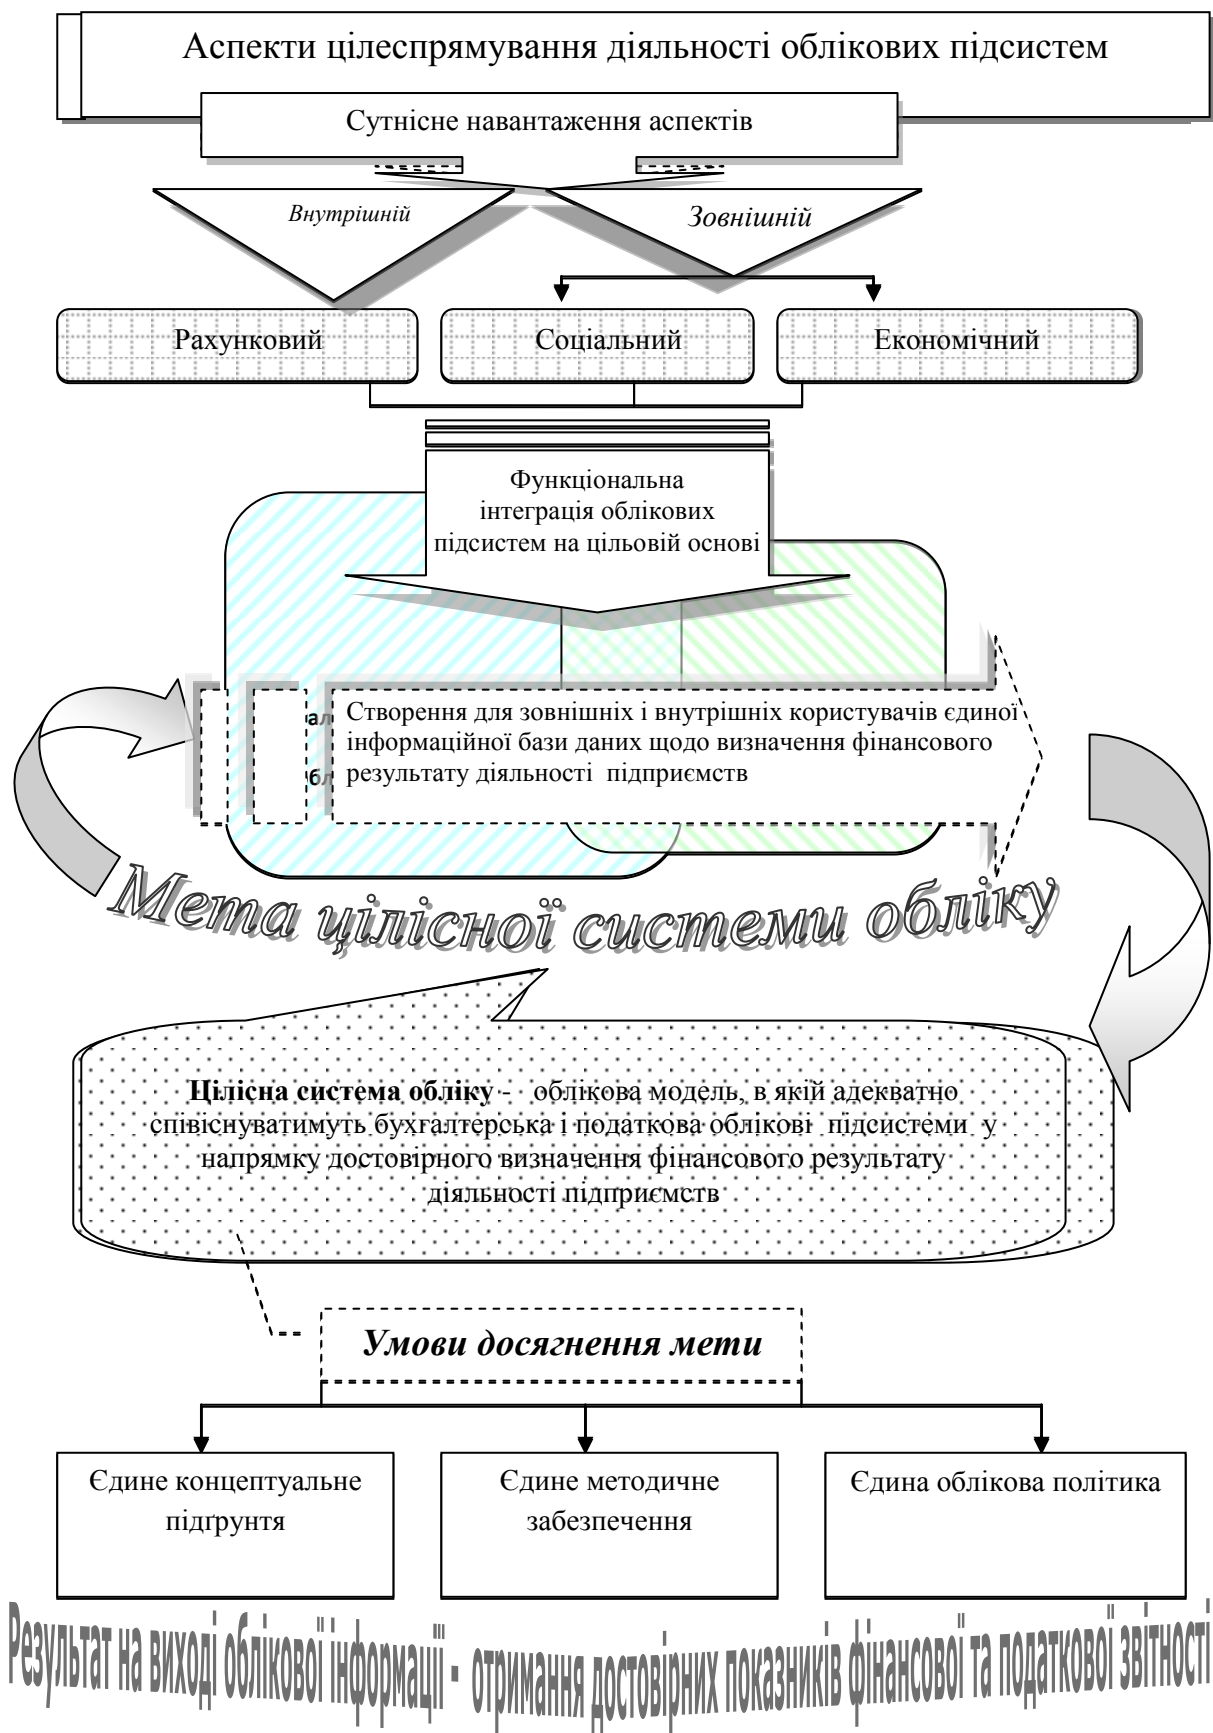 Аспекти цілеспрямування діяльності облікових підсистем
Сутнісне навантаження аспектів
Внутрішній
Зовнішній
Рахунковий
Соціальний
Економічний
Функціональна
інтеграція облікових
підсистем на цільовій основі
ал
Створення для зовнішніх і внутрішніх користувачів єдиної
інформаційної бази даних щодо визначення фінансового
бл
результату діяльності підприємств
Мета цілісної системи обліку
Цілісна система обліку - облікова модель, в якій адекватно
співіснуватимуть бухгалтерська і податкова облікові підсистеми у
напрямку достовірного визначення фінансового результату
діяльності підприємств
Умови досягнення мети
Єдине концептуальне
підґрунтя
Єдине методичне
забезпечення
Єдина облікова політика
Результат на виході облікової інформації - отримання достовірних показників фінансової та податкової звітності